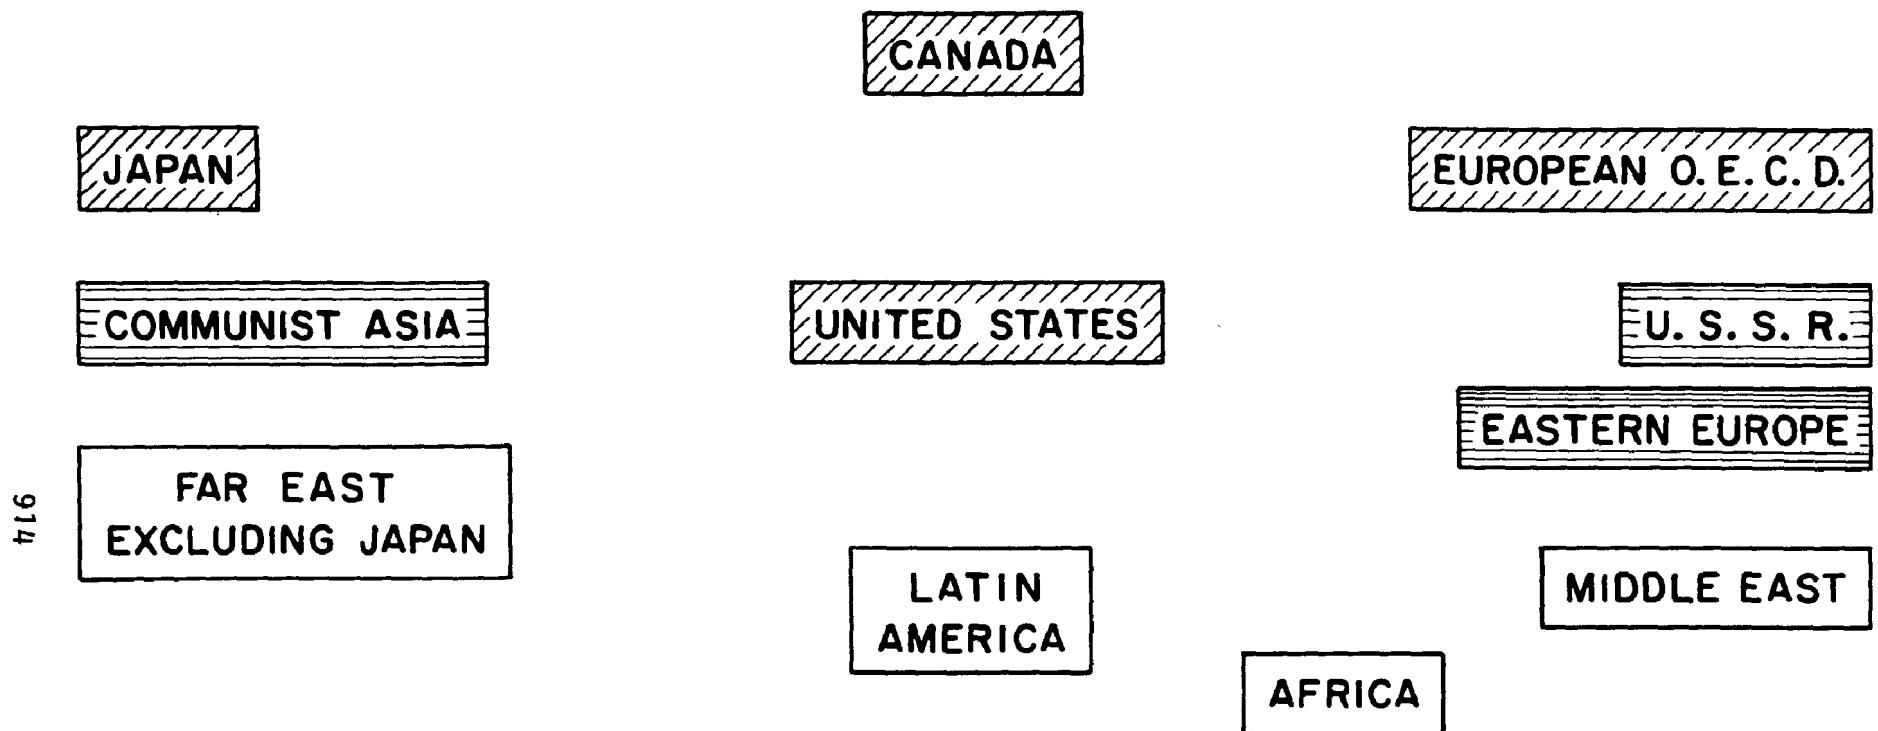 CANADA
JAPAN
EUROPEAN O. E. C. D.
COMMUNIST ASIA
UNITED STATES
U. S. S. R.
EASTERN EUROPE
FAR EAST
EXCLUDING JAPAN
914
LATIN
AMERICA
MIDDLE EAST
AFRICA